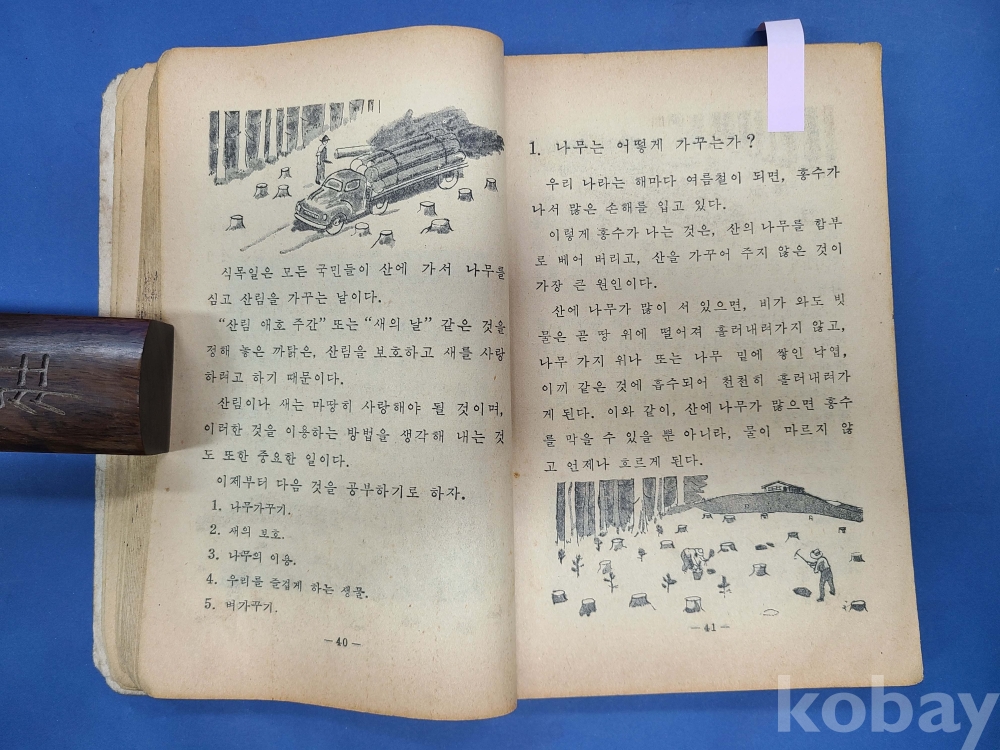 식목일은 모든 국민들이 산에 가서 나무를
심고 산림을 가꾸는 날이다.
“산림 애호 주간” 또는 “새의 날” 같은 것을
정해 놓은 까닭은, 산림을 보호하고 새를 사랑
하려고 하기 때문이다.
산림이나 새는 마땅히 사랑해야 될 것이며,
이러한 것을 이용하는 방법을 생각해 내는 것
도 또한 중요한 일이다.
이제부터 다음 것을 공부하기로 하자.
1. 나무가꾸기.
2. 새의 보호.
3. 나무의 이용.
4. 우리를 즐겁게 하는 생물.
5. 벼가꾸기.
— 40 —
1. 나무는 어떻게 가꾸는가?
우리 나라는 해마다 여름철이 되면, 홍수가
나서 많은 손해를 입고 있다.
이렇게 홍수가 나는 것은, 산의 나무를 함부
로 베어 버리고, 산을 가꾸어 주지 않은 것이
가장 큰 원인이다.
산에 나무가 많이 서 있으면, 비가 와도 빗
물은 곧 땅 위에 떨어져 흘러내려가지 않고,
나무 가지 위나 또는 나무 밑에 쌓인 낙엽,
이끼 같은 것에 흡수되어 천천히 흘러내려가
게 된다. 이와 같이, 산에 나무가 많으면 홍수
를 막을 수 있을 뿐 아니라, 물이 마르지 않
고 언제나 흐르게 된다.
— 41 —
kobay